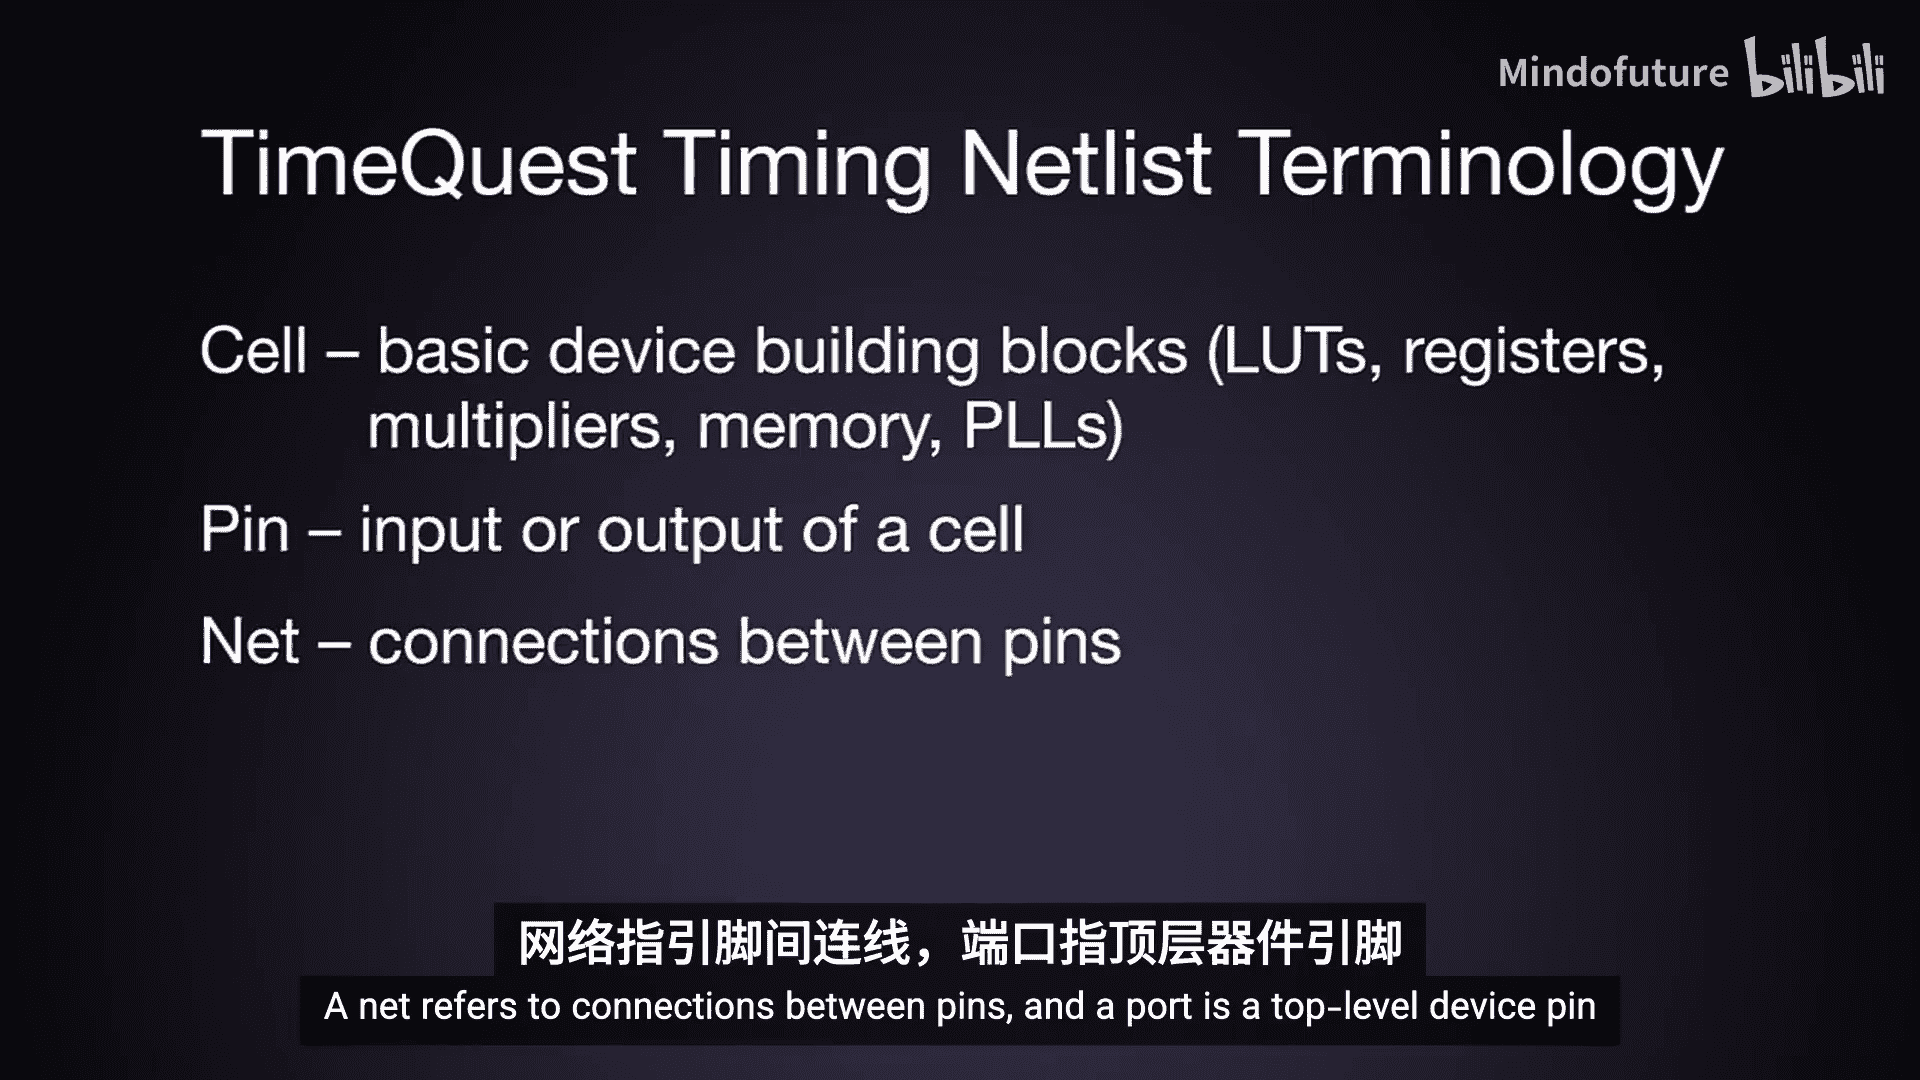 Mindofuture bilibili
TimeQuest Timing Netlist Terminology
Cell – basic device building blocks (LUTs, registers,
multipliers, memory, PLLs)
Pin – input or output of a cell
Net – connections between pins
网络指引脚间连线，端口指顶层器件引脚
A net refers to connections between pins, and a port is a top-level device pin